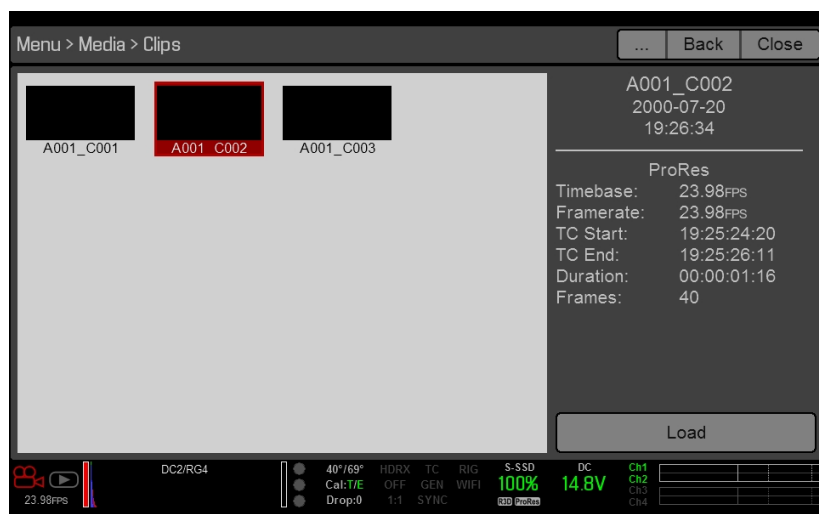 Menu > Media > Clips
... Back Close
A001_C001 A001_C002 A001_C003
A001_C002
2000-07-20
19:26:34
ProRes
Timebase: 23.98FPS
Framerate: 23.98FPS
TC Start: 19:25:24:20
TC End: 19:25:26:11
Duration: 00:00:01:16
Frames: 40
Load
DC2/RG4 40°/69° HDRX TC RIG S-SSD DC Ch1
Cal:T/E OFF GEN WIFI 100% 14.8V Ch2
Ch3
23.98FPS Drop:0 1:1 SYNC R3D ProRes Ch4